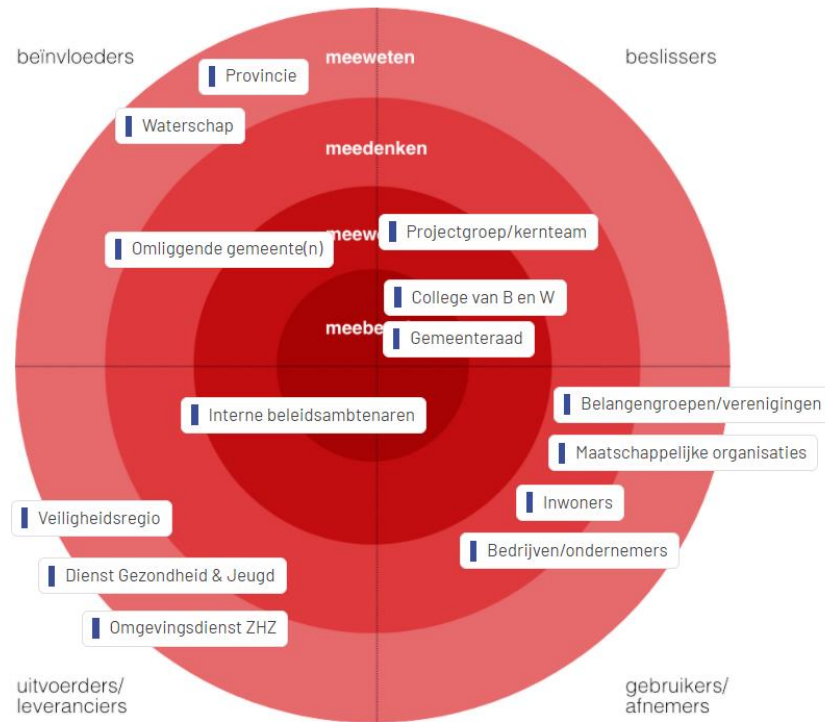 beïnvloeders
meeweten
beslissers
Provincie
Waterschap
meedenken
Projectgroep/kernteam
Omliggende gemeente(n)
College van B en W
Gemeenteraad
Belangengroepen/verenigingen
Interne beleidsambtenaren
Maatschappelijke organisaties
Inwoners
Veiligheidsregio
Bedrijven/ondernemers
Dienst Gezondheid & Jeugd
Omgevingsdienst ZHZ
uitvoerders/
leveranciers
gebruikers/
afnemers